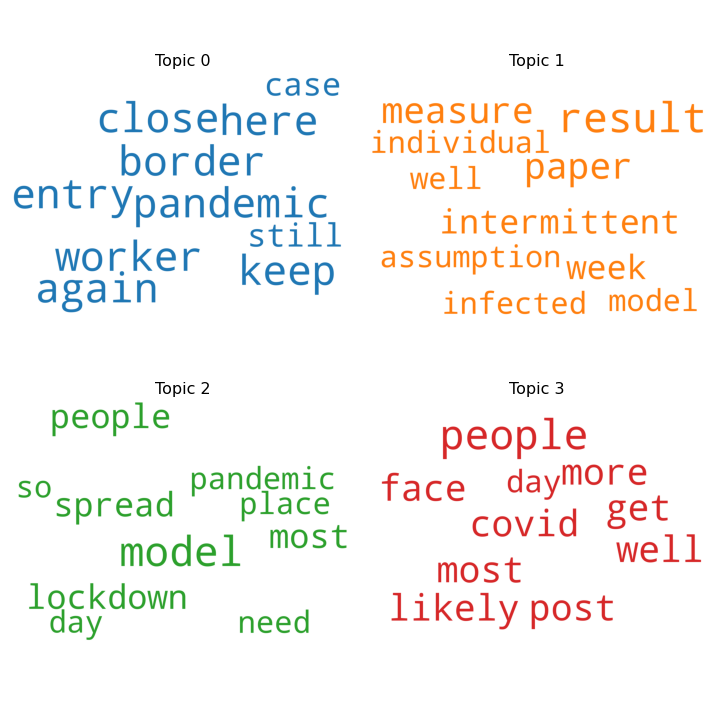 Topic 0
case
close here
border
entry pandemic
still
worker
keep
again
Topic 1
measure result
individual
well paper
intermittent
assumption week
infected model
Topic 2
people
so pandemic
spread place
model most
lockdown
day need
Topic 3
people
face day more
covid get
well
most
likely post